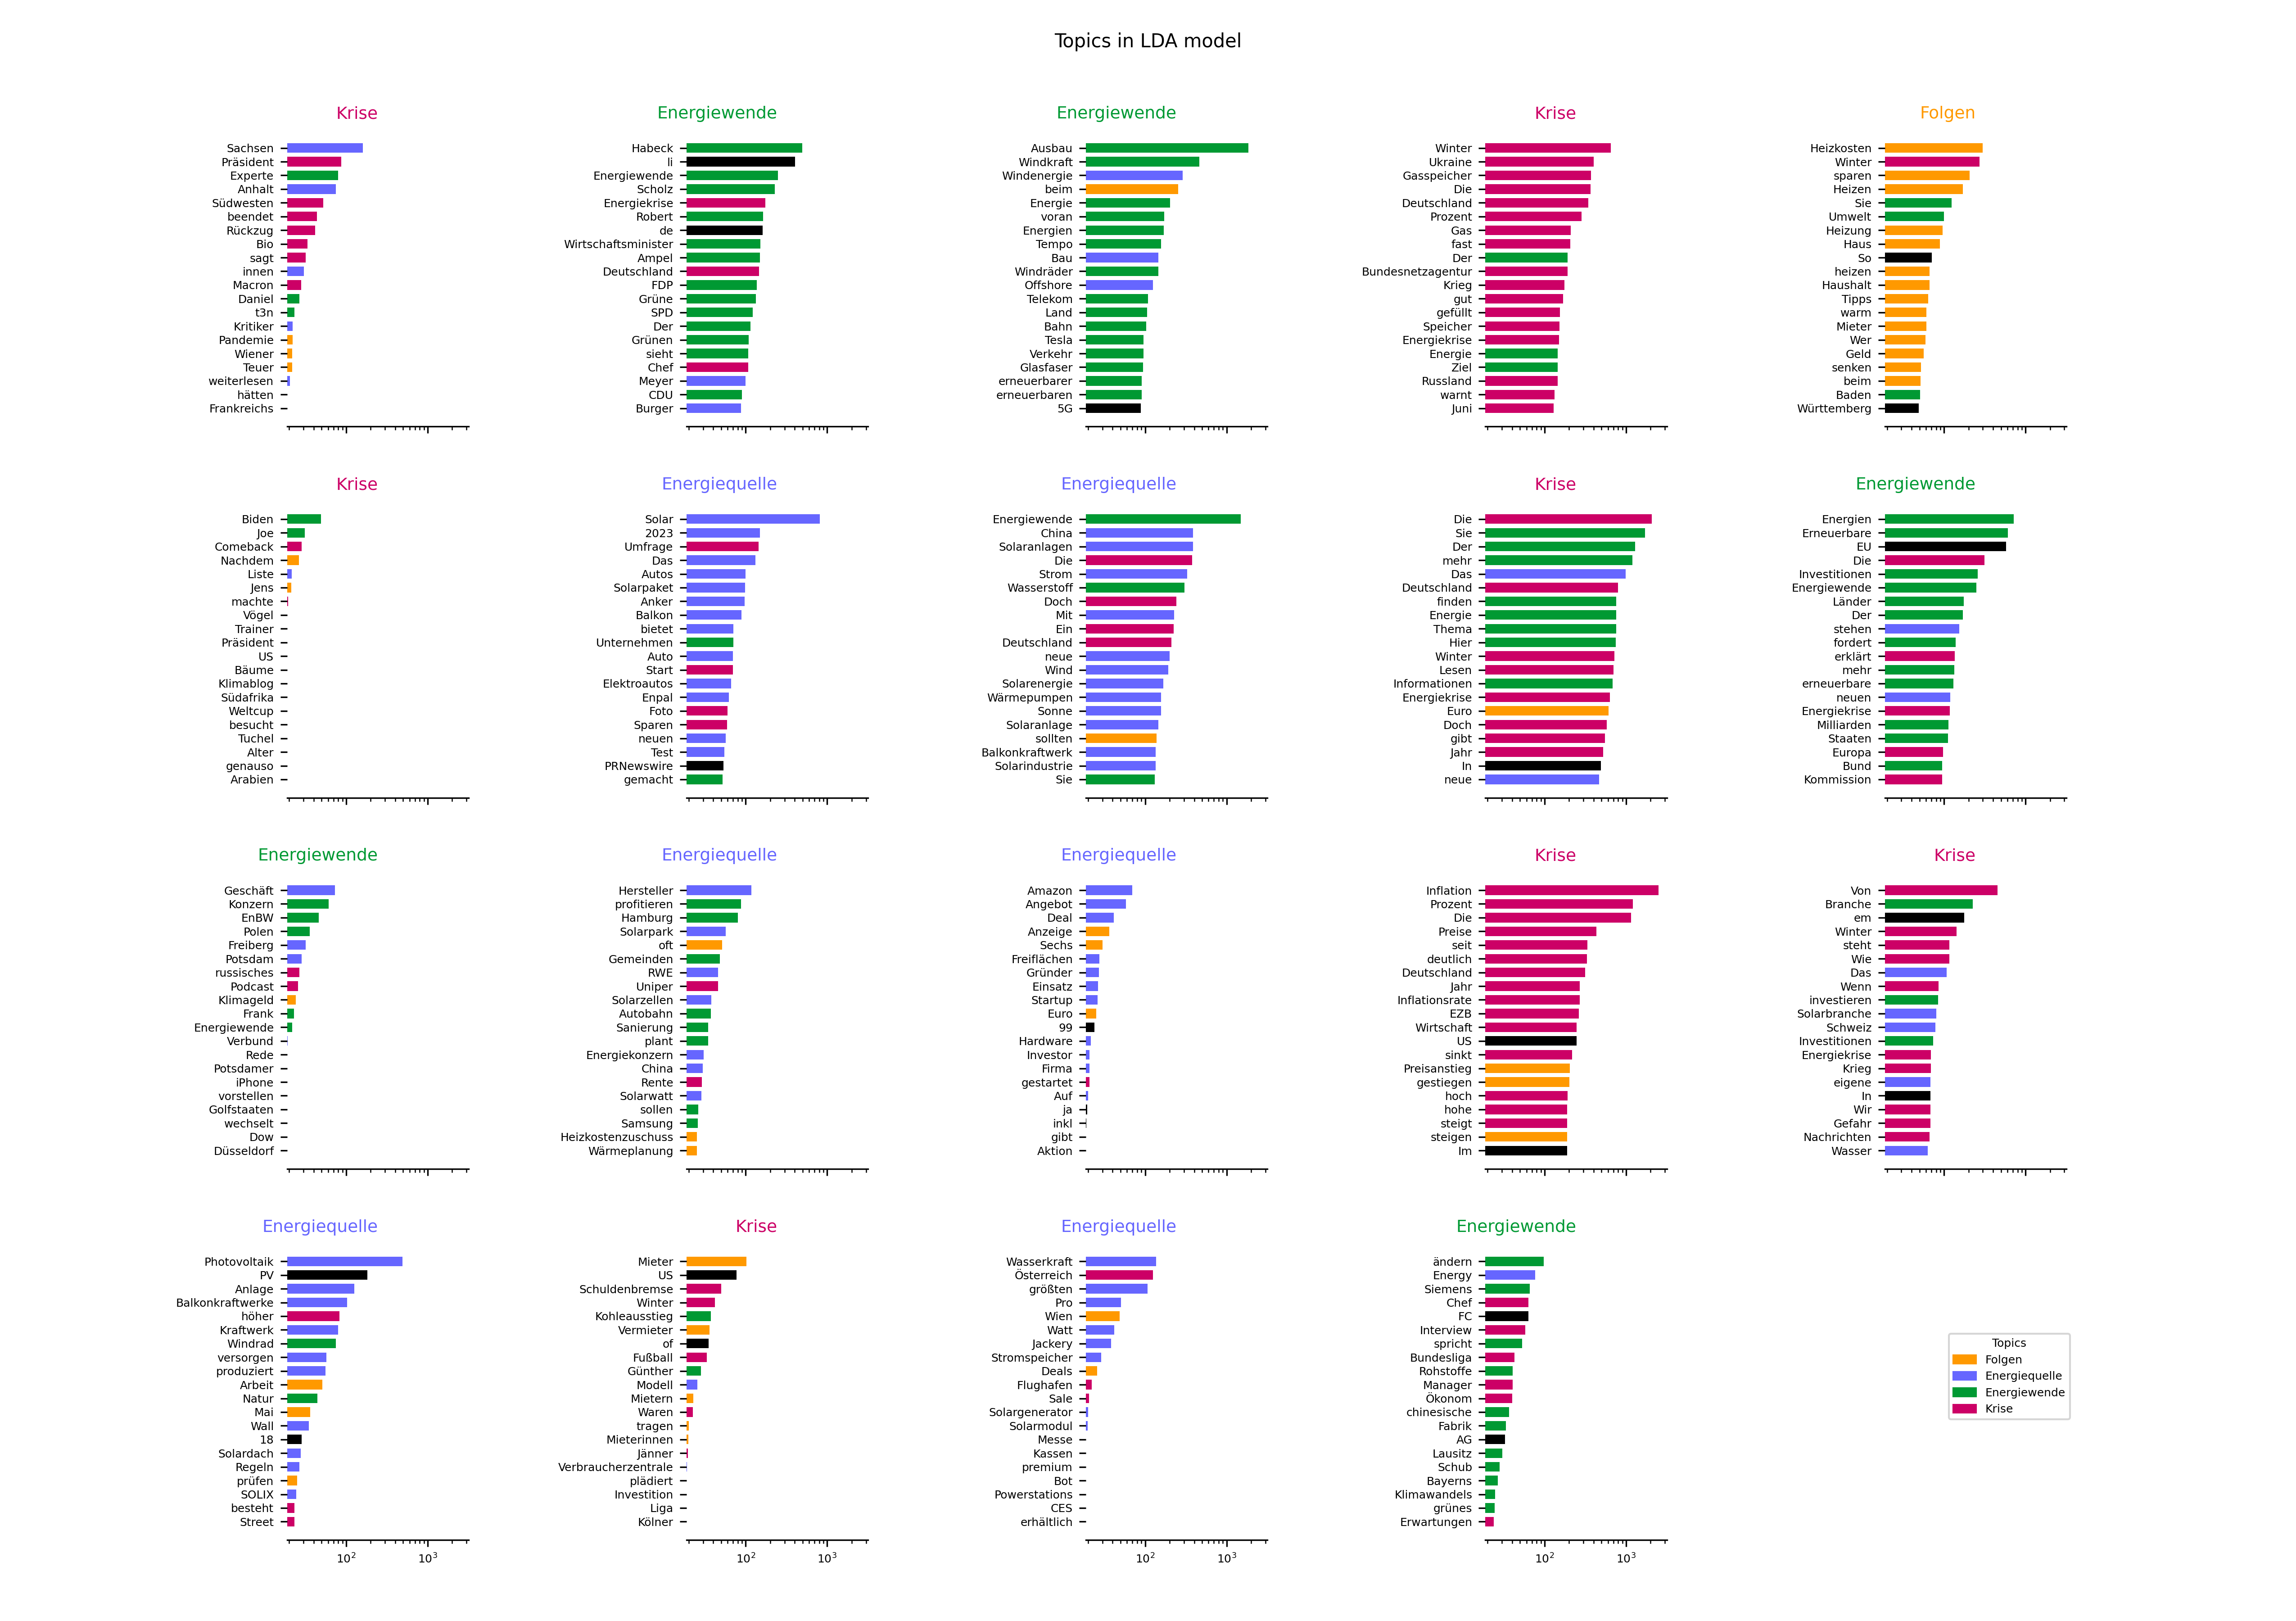 Topics in LDA model
Krise
Sachsen
Präsident
Experte
Anhalt
Südwesten
beendet
Rückzug
Bio
sagt
innen
Macron
Daniel
t3n
Kritiker
Pandemie
Wiener
Teuer
weiterlesen
hätten
Frankreichs
Energiewende
Habeck
li
Energiewende
Scholz
Energiekrise
Robert
de
Wirtschaftsminister
Ampel
Deutschland
FDP
Grüne
SPD
Der
Grünen
sieht
Chef
Meyer
CDU
Burger
Energiewende
Ausbau
Windkraft
Windenergie
beim
Energie
voran
Energien
Tempo
Bau
Windräder
Offshore
Telekom
Land
Bahn
Tesla
Verkehr
Glasfaser
erneuerbarer
erneuerbaren
5G
Krise
Winter
Ukraine
Gasspeicher
Die
Deutschland
Prozent
Gas
fast
Der
Bundesnetzagentur
Krieg
gut
gefüllt
Speicher
Energiekrise
Energie
Ziel
Russland
warnt
Juni
Folgen
Heizkosten
Winter
sparen
Heizen
Sie
Umwelt
Heizung
Haus
So
heizen
Haushalt
Tipps
warm
Mieter
Wer
Geld
senken
beim
Baden
Württemberg
Krise
Biden
Joe
Comeback
Nachdem
Liste
Jens
machte
Vögel
Trainer
Präsident
US
Bäume
Klimablog
Südafrika
Weltcup
besucht
Tuchel
Alter
genauso
Arabien
Energiequelle
Solar
2023
Umfrage
Das
Autos
Solarpaket
Anker
Balkon
bietet
Unternehmen
Auto
Start
Elektroautos
Enpal
Foto
Sparen
neuen
Test
PRNewswire
gemacht
Energiequelle
Energiewende
China
Solaranlagen
Die
Strom
Wasserstoff
Doch
Mit
Ein
Deutschland
neue
Wind
Solarenergie
Wärmepumpen
Sonne
Solaranlage
sollten
Balkonkraftwerk
Solarindustrie
Sie
Krise
Die
Sie
Der
mehr
Das
Deutschland
finden
Energie
Thema
Hier
Winter
Lesen
Informationen
Energiekrise
Euro
Doch
gibt
Jahr
In
neue
Energiewende
Energien
Erneuerbare
EU
Die
Investitionen
Energiewende
Länder
Der
stehen
fordert
erklärt
mehr
erneuerbare
neuen
Energiekrise
Milliarden
Staaten
Europa
Bund
Kommission
Energiewende
Geschäft
Konzern
EnBW
Polen
Freiberg
Potsdam
russisches
Podcast
Klimageld
Frank
Energiewende
Verbund
Rede
Potsdamer
iPhone
vorstellen
Golfstaaten
wechselt
Dow
Düsseldorf
Energiequelle
Hersteller
profitieren
Hamburg
Solarpark
oft
Gemeinden
RWE
Uniper
Solarzellen
Autobahn
Sanierung
plant
Energiekonzern
China
Rente
Solarwatt
sollen
Samsung
Heizkostenzuschuss
Wärmeplanung
Energiequelle
Amazon
Angebot
Deal
Anzeige
Sechs
Freiflächen
Gründer
Einsatz
Startup
Euro
99
Hardware
Investor
Firma
gestartet
Auf
ja
inkl
gibt
Aktion
Krise
Inflation
Prozent
Die
Preise
seit
deutlich
Deutschland
Jahr
Inflationsrate
EZB
Wirtschaft
US
sinkt
Preisanstieg
gestiegen
hoch
hohe
steigt
steigen
Im
Krise
Von
Branche
em
Winter
steht
Wie
Das
Wenn
investieren
Solarbranche
Schweiz
Investitionen
Energiekrise
Krieg
eigene
In
Wir
Gefahr
Nachrichten
Wasser
Energiequelle
Photovoltaik
PV
Anlage
Balkonkraftwerke
höher
Kraftwerk
Windrad
versorgen
produziert
Arbeit
Natur
Mai
Wall
18
Solardach
Regeln
prüfen
SOLIX
besteht
Street
10²
10³
Krise
Mieter
US
Schuldenbremse
Winter
Kohleausstieg
Vermieter
of
Fußball
Günther
Modell
Mietern
Waren
tragen
Mieterinnen
Jänner
Verbraucherzentrale
plädiert
Investition
Liga
Kölner
10²
10³
Energiequelle
Wasserkraft
Österreich
größten
Pro
Wien
Watt
Jackery
Stromspeicher
Deals
Flughafen
Sale
Solargenerator
Solarmodul
Messe
Kassen
premium
Bot
Powerstations
CES
erhältlich
10²
10³
Energiewende
ändern
Energy
Siemens
Chef
FC
Interview
spricht
Bundesliga
Rohstoffe
Manager
Ökonom
chinesische
Fabrik
AG
Lausitz
Schub
Bayerns
Klimawandels
grünes
Erwartungen
10²
10³
Topics
Folgen
Energiequelle
Energiewende
Krise